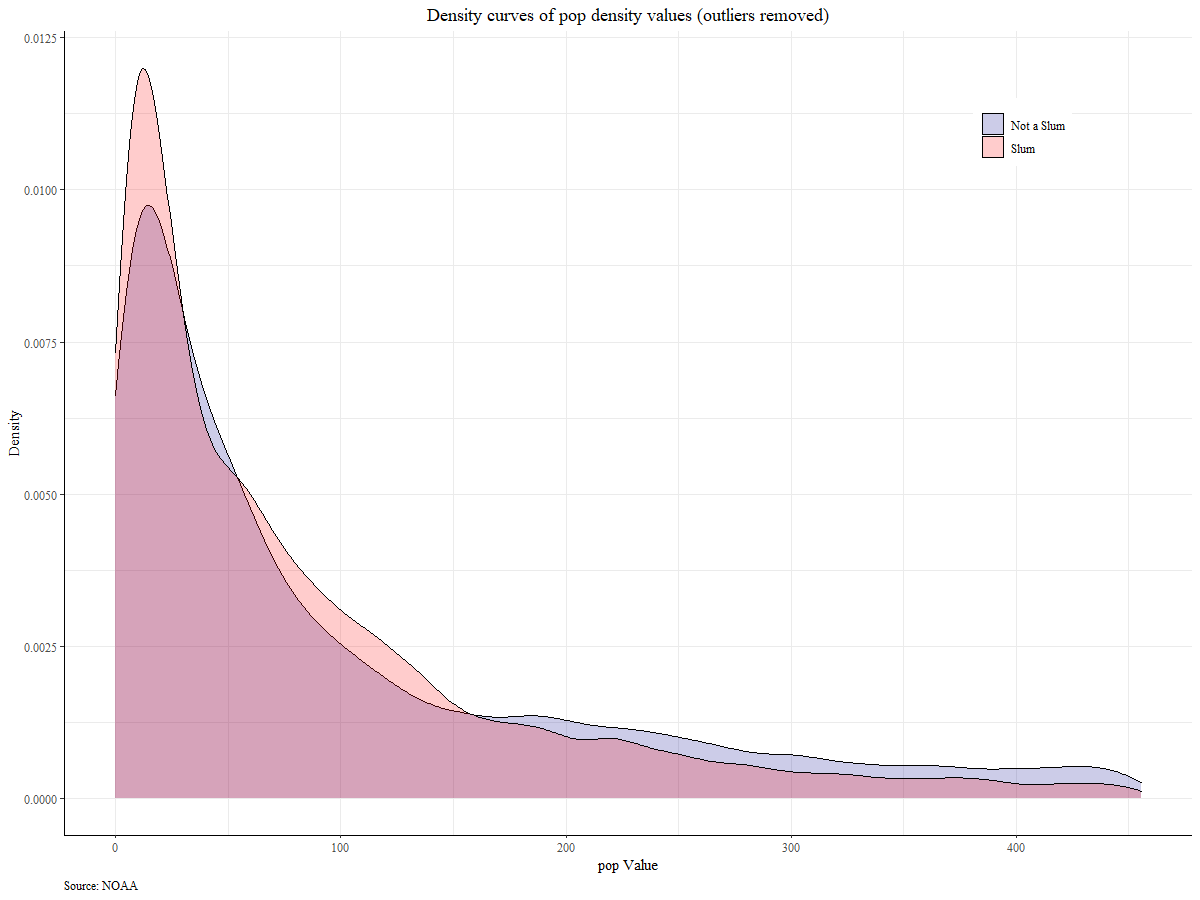 Density curves of pop density values (outliers removed)
0.0125
0.0100
0.0075
0.0050
0.0025
0.0000
Density
Not a Slum
Slum
0
100
200
300
400
pop Value
Source: NOAA